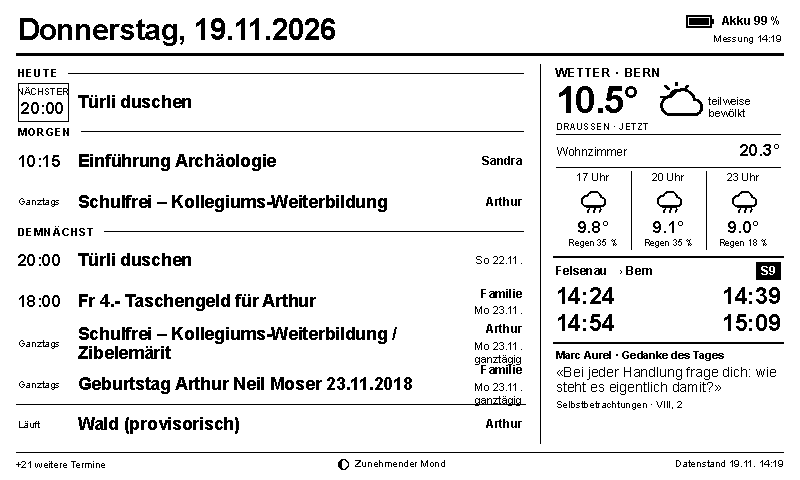 Donnerstag, 19.11.2026
Akku 99 %
Messung 14:19
HEUTE
NÄCHSTER
20:00 Türli duschen
MORGEN
10:15 Einführung Archäologie Sandra
Ganztags Schulfrei – Kollegiums-Weiterbildung Arthur
DEMNÄCHST
20:00 Türli duschen So 22.11.
18:00 Fr 4.- Taschengeld für Arthur Familie
Mo 23.11.
Ganztags Schulfrei – Kollegiums-Weiterbildung / Zibelemärit Arthur
Mo 23.11.
ganztägig
Ganztags Geburtstag Arthur Neil Moser 23.11.2018 Familie
Mo 23.11.
ganztägig
Läuft Wald (provisorisch) Arthur
WETTER · BERN
10.5° teilweise
bewölkt
DRAUSSEN · JETZT
Wohnzimmer 20.3°
17 Uhr 20 Uhr 23 Uhr
9.8° 9.1° 9.0°
Regen 35 % Regen 35 % Regen 18 %
Felsenau › Bern S9
14:24 14:39
14:54 15:09
Marc Aurel · Gedanke des Tages
«Bei jeder Handlung frage dich: wie
steht es eigentlich damit?»
Selbstbetrachtungen · VIII, 2
+21 weitere Termine
Zunehmender Mond
Datenstand 19.11. 14:19